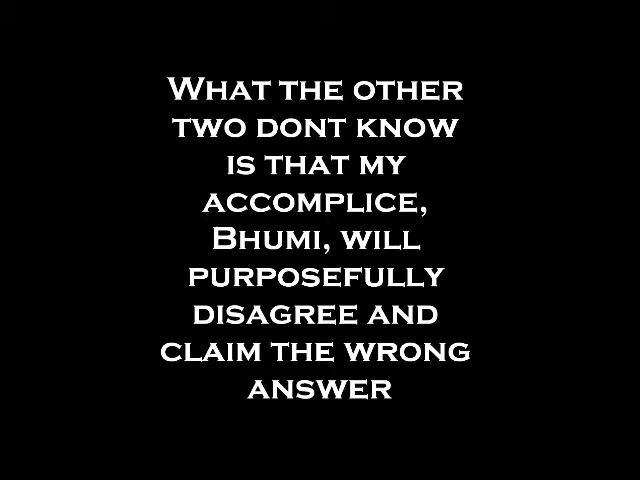 What the other
two dont know
is that my
accomplice,
Bhumi, will
purposefully
disagree and
claim the wrong
answer